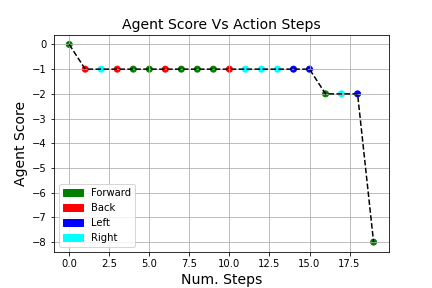 Agent Score Vs Action Steps
Agent Score
0
−1
−2
−3
−4
−5
−6
−7
−8
Forward
Back
Left
Right
0.0 2.5 5.0 7.5 10.0 12.5 15.0 17.5
Num. Steps